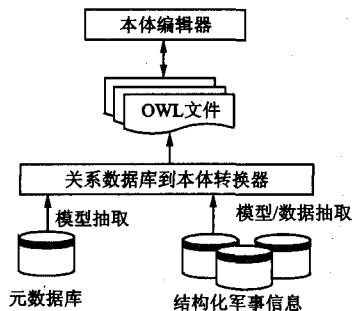 本体编辑器
OWL文件
关系数据库到本体转换器
模型抽取
模型/数据抽取
元数据库
结构化军事信息